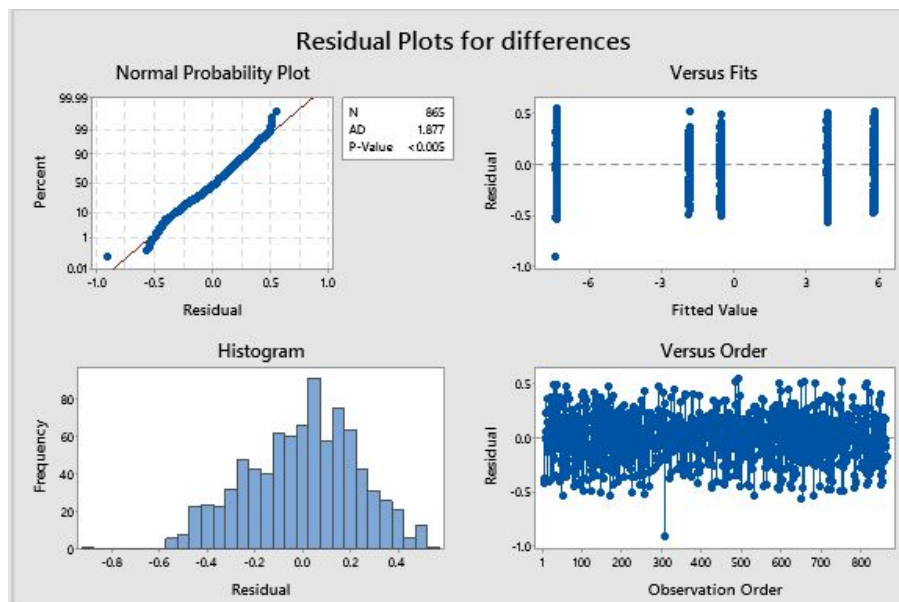 Residual Plots for differences
Normal Probability Plot
99.99
99
90
50
10
1
0.01
Percent
-1.0 -0.5 0.0 0.5 1.0
Residual
N 865
AD 1.877
P-Value <0.005
Versus Fits
0.5
0.0
-0.5
-1.0
Residual
-6 -3 0 3 6
Fitted Value
Histogram
80
60
40
20
0
Frequency
-0.8 -0.6 -0.4 -0.2 0.0 0.2 0.4
Residual
Versus Order
0.5
0.0
-0.5
-1.0
Residual
1 100 200 300 400 500 600 700 800
Observation Order